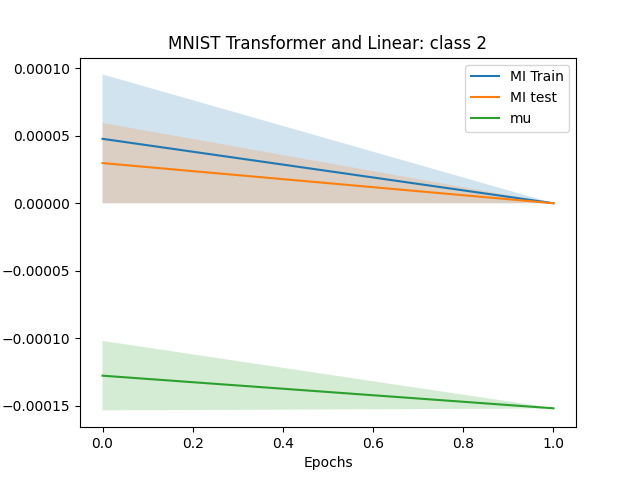 MNIST Transformer and Linear: class 2
MI Train
MI test
mu
0.00010
0.00005
0.00000
−0.00005
−0.00010
−0.00015
0.0 0.2 0.4 0.6 0.8 1.0
Epochs